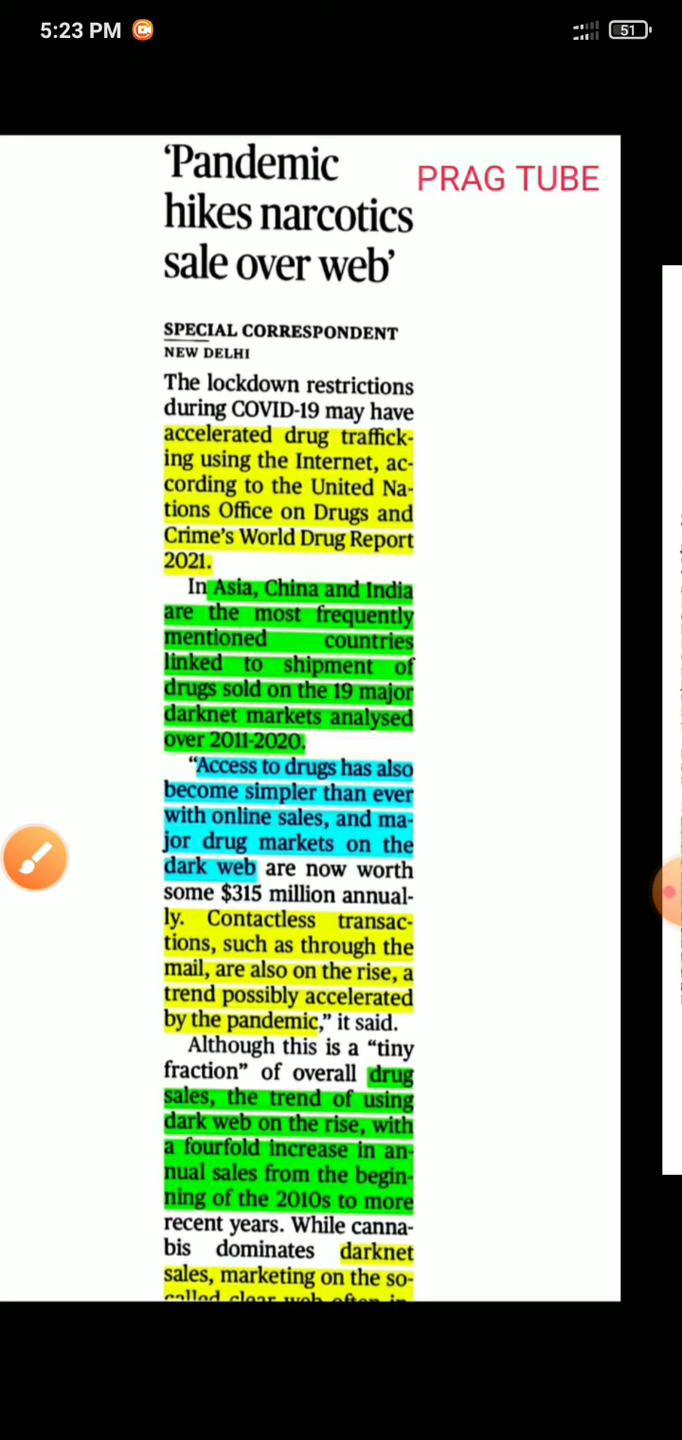 5:23 PM
51
'Pandemic
hikes narcotics
sale over web'
PRAG TUBE
SPECIAL CORRESPONDENT
NEW DELHI
The lockdown restrictions
during COVID-19 may have
accelerated drug traffick-
ing using the Internet, ac-
cording to the United Na-
tions Office on Drugs and
Crime's World Drug Report
2021.
In Asia, China and India
are the most frequently
mentioned countries
linked to shipment of
drugs sold on the 19 major
darknet markets analysed
over 2011-2020.
"Access to drugs has also
become simpler than ever
with online sales, and ma-
jor drug markets on the
dark web are now worth
some $315 million annual-
ly. Contactless transac-
tions, such as through the
mail, are also on the rise, a
trend possibly accelerated
by the pandemic," it said.
Although this is a "tiny
fraction" of overall drug
sales, the trend of using
dark web on the rise, with
a fourfold increase in an-
nual sales from the begin-
ning of the 2010s to more
recent years. While canna-
bis dominates darknet
sales, marketing on the so-
called clear web often in-